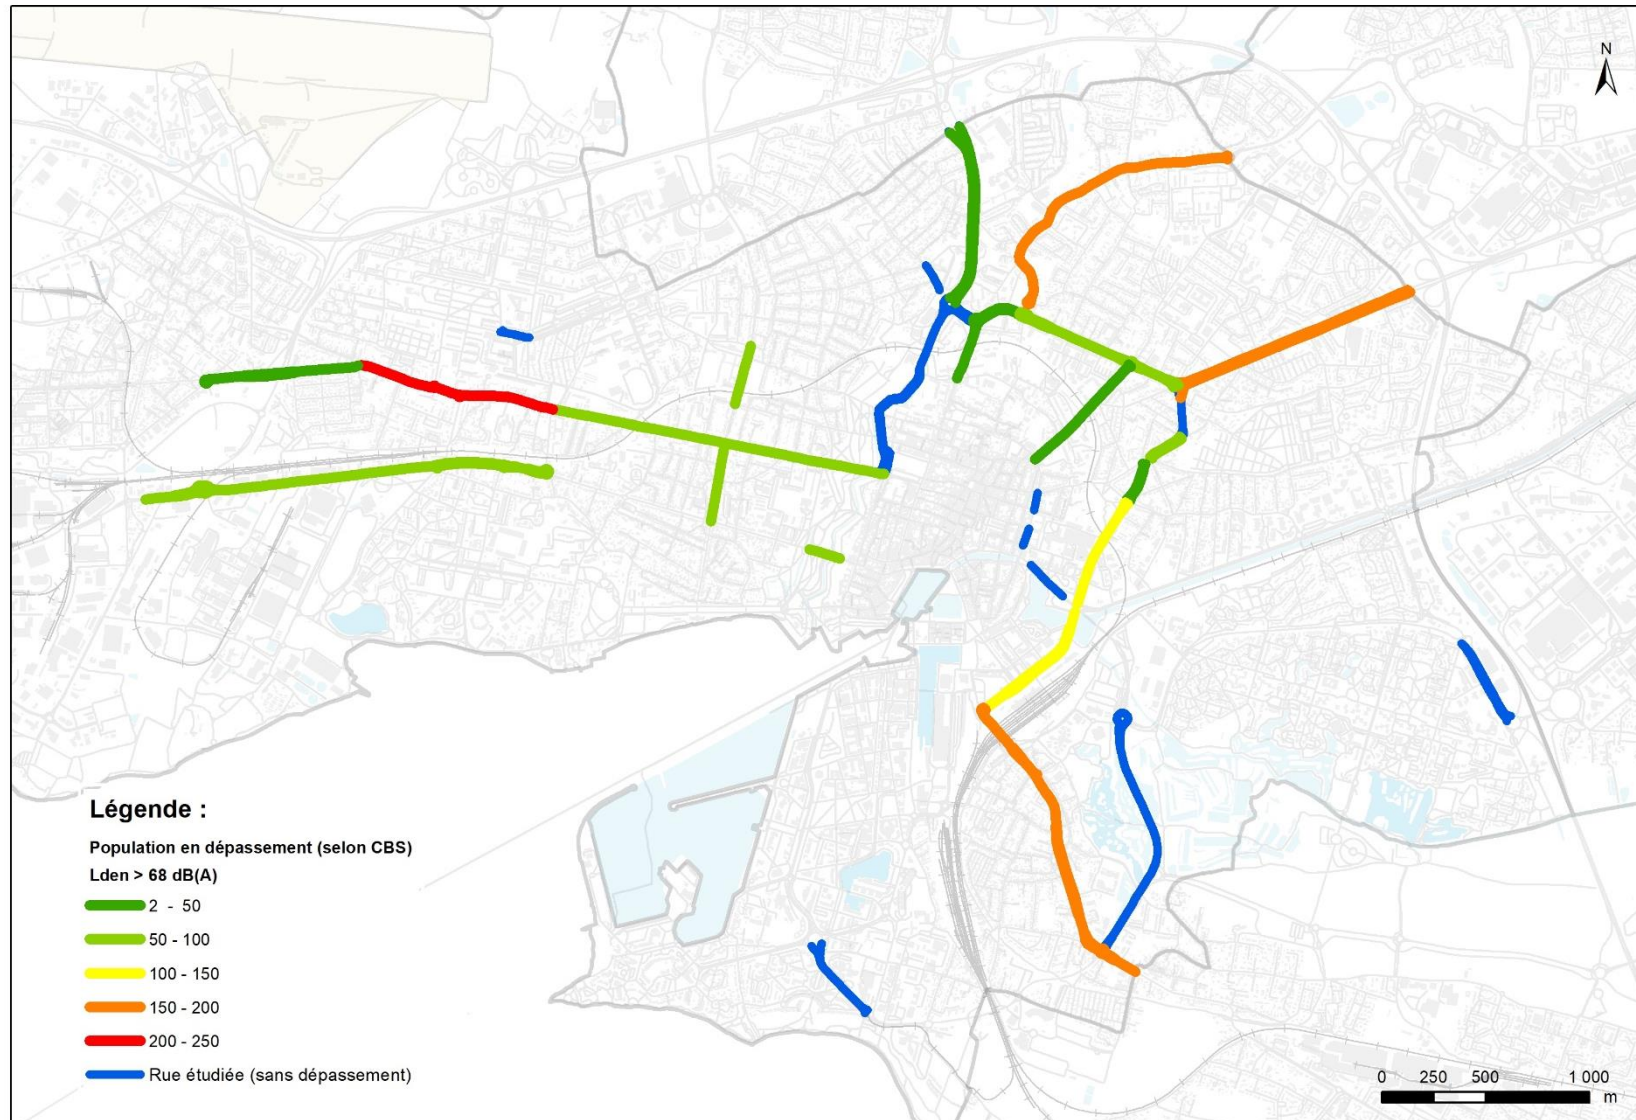 N
Légende :
Population en dépassement (selon CBS)
Lden > 68 dB(A)
2 - 50
50 - 100
100 - 150
150 - 200
200 - 250
Rue étudiée (sans dépassement)
0 250 500 1 000
m